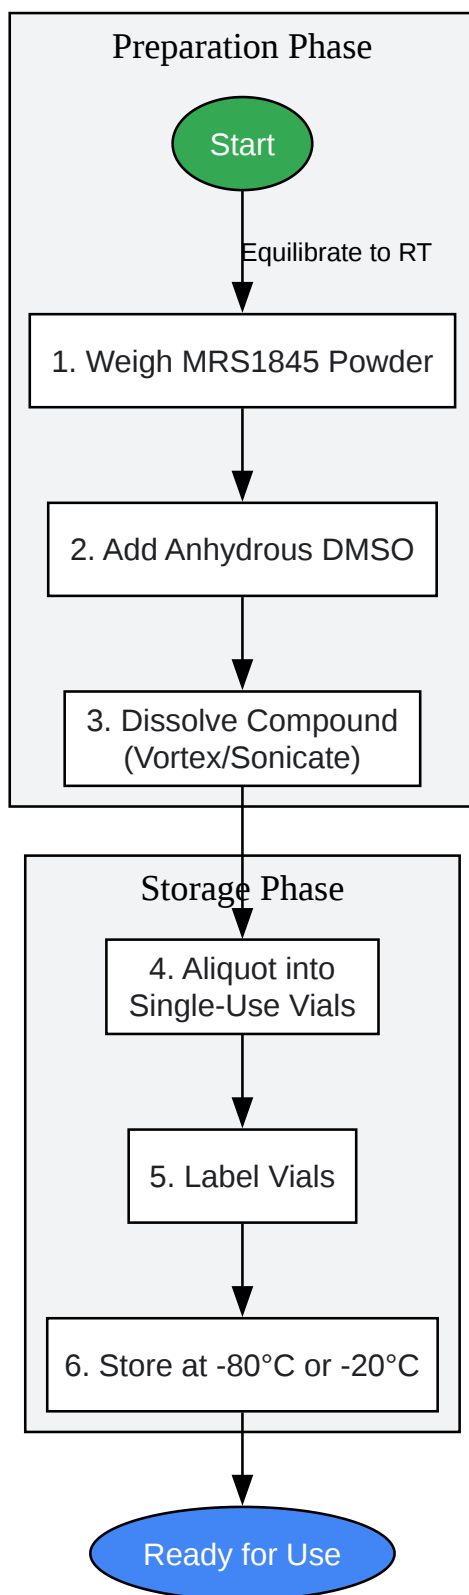 Preparation Phase
Start
Equilibrate to RT
1. Weigh MRS1845 Powder
2. Add Anhydrous DMSO
3. Dissolve Compound
(Vortex/Sonicate)
Storage Phase
4. Aliquot into
Single-Use Vials
5. Label Vials
6. Store at -80°C or -20°C
Ready for Use